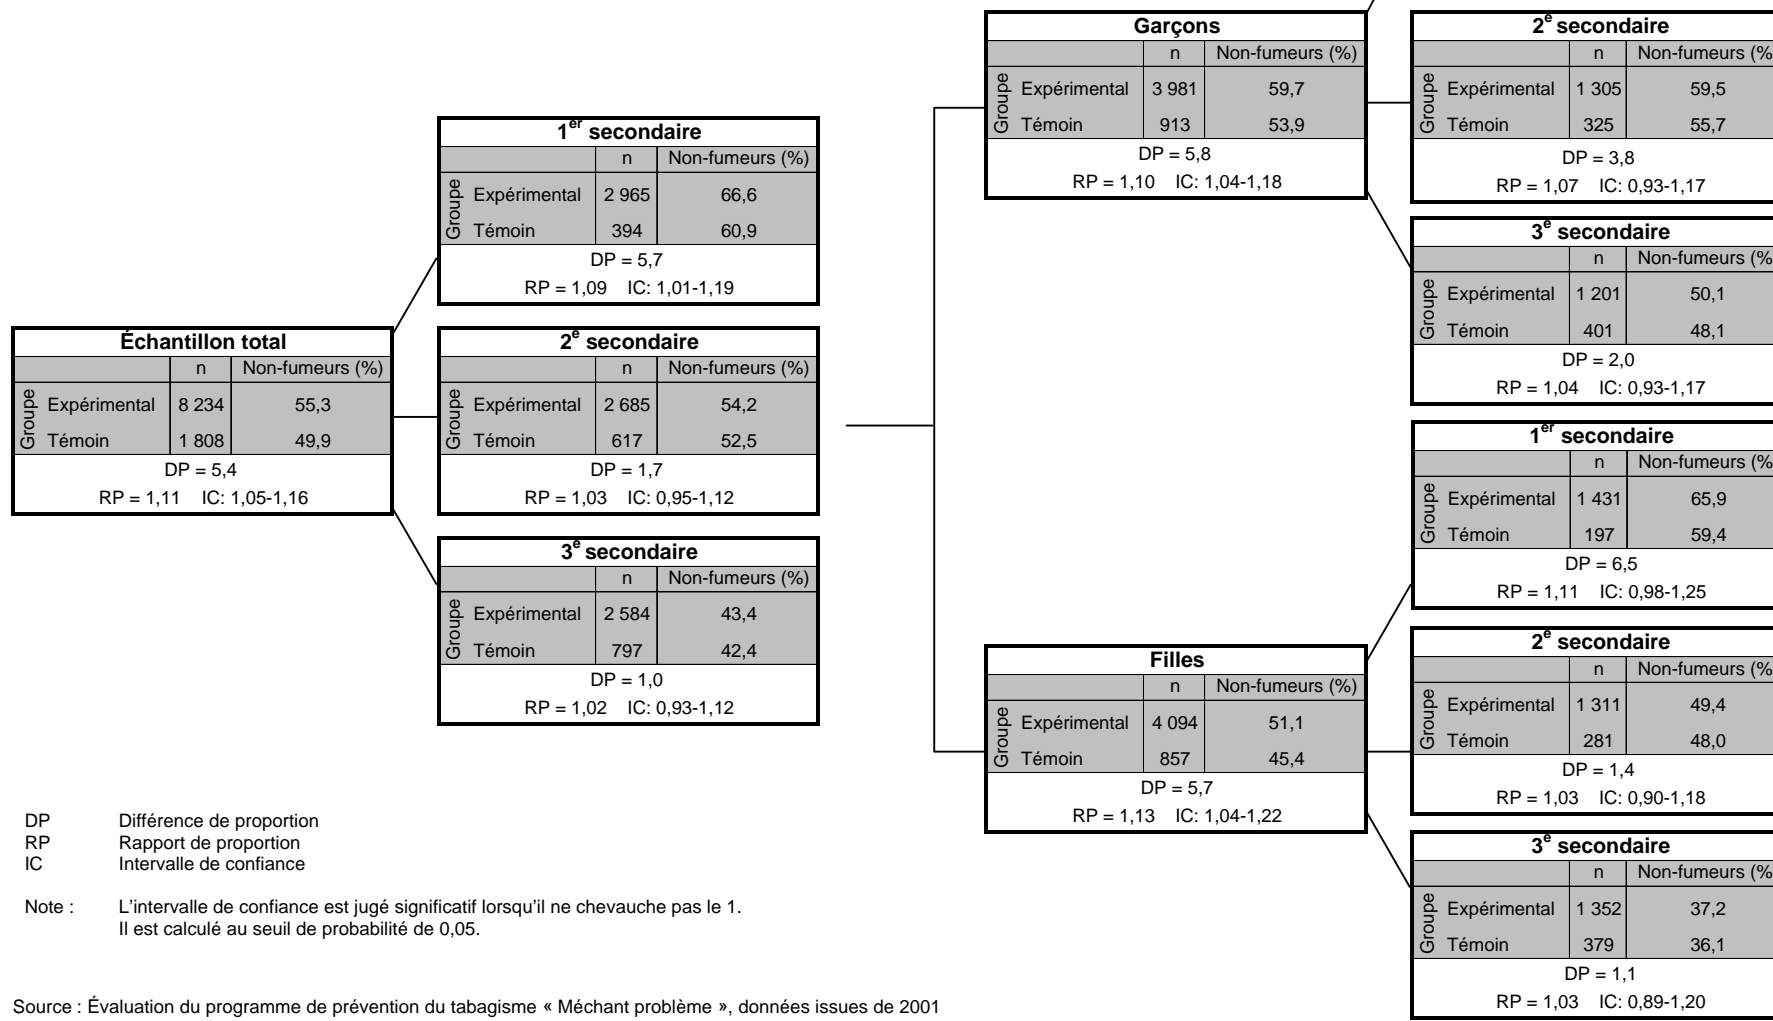 Échantillon total
n Non-fumeurs (%)
Groupe
Expérimental 8 234 55,3
Témoin 1 808 49,9
DP = 5,4
RP = 1,11 IC: 1,05-1,16
1er secondaire
n Non-fumeurs (%)
Groupe
Expérimental 2 965 66,6
Témoin 394 60,9
DP = 5,7
RP = 1,09 IC: 1,01-1,19
2e secondaire
n Non-fumeurs (%)
Groupe
Expérimental 2 685 54,2
Témoin 617 52,5
DP = 1,7
RP = 1,03 IC: 0,95-1,12
3e secondaire
n Non-fumeurs (%)
Groupe
Expérimental 2 584 43,4
Témoin 797 42,4
DP = 1,0
RP = 1,02 IC: 0,93-1,12
Garçons
n Non-fumeurs (%)
Groupe
Expérimental 3 981 59,7
Témoin 913 53,9
DP = 5,8
RP = 1,10 IC: 1,04-1,18
2e secondaire
n Non-fumeurs (%
Groupe
Expérimental 1 305 59,5
Témoin 325 55,7
DP = 3,8
RP = 1,07 IC: 0,93-1,17
3e secondaire
n Non-fumeurs (%
Groupe
Expérimental 1 201 50,1
Témoin 401 48,1
DP = 2,0
RP = 1,04 IC: 0,93-1,17
Filles
n Non-fumeurs (%)
Groupe
Expérimental 4 094 51,1
Témoin 857 45,4
DP = 5,7
RP = 1,13 IC: 1,04-1,22
1er secondaire
n Non-fumeurs (%
Groupe
Expérimental 1 431 65,9
Témoin 197 59,4
DP = 6,5
RP = 1,11 IC: 0,98-1,25
2e secondaire
n Non-fumeurs (%
Groupe
Expérimental 1 311 49,4
Témoin 281 48,0
DP = 1,4
RP = 1,03 IC: 0,90-1,18
3e secondaire
n Non-fumeurs (%
Groupe
Expérimental 1 352 37,2
Témoin 379 36,1
DP = 1,1
RP = 1,03 IC: 0,89-1,20
DP Différence de proportion
RP Rapport de proportion
IC Intervalle de confiance
Note : L'intervalle de confiance est jugé significatif lorsqu'il ne chevauche pas le 1.
Il est calculé au seuil de probabilité de 0,05.
Source : Évaluation du programme de prévention du tabagisme « Méchant problème », données issues de 2001